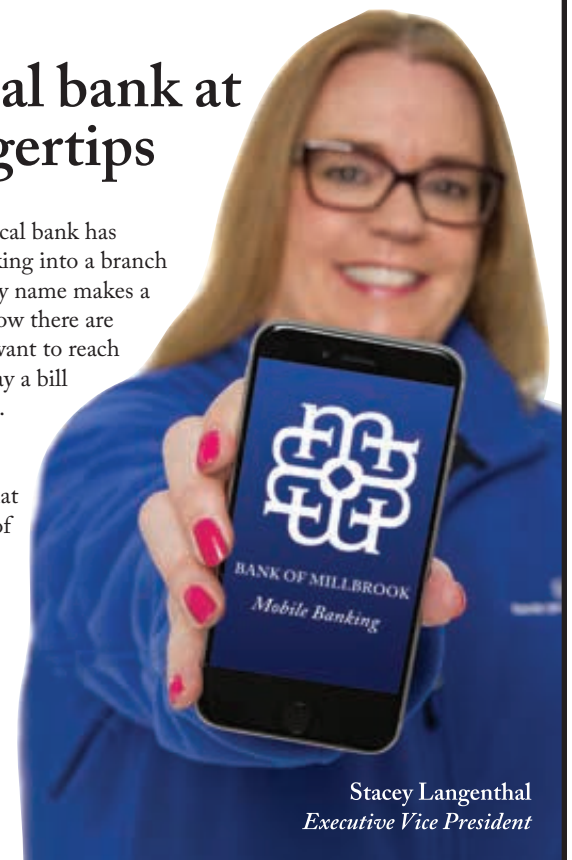 al bank at
gertips
cal bank has
king into a branch
y name makes a
ow there are
want to reach
ay a bill
.
at
of
BANK OF MILLBROOK
Mobile Banking
Stacey Langenthal
Executive Vice President